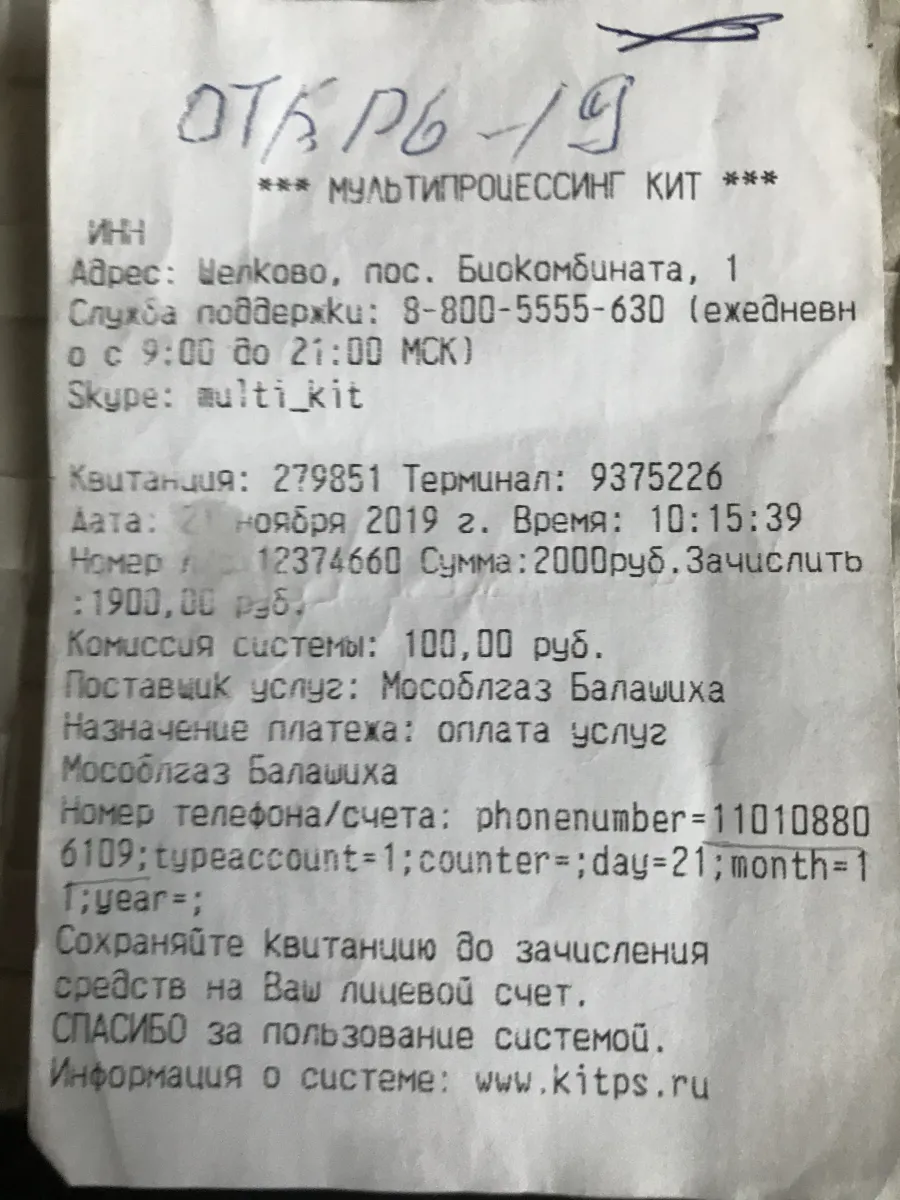 ОТКРЬ-19
*** МУЛЬТИПРОЦЕССИНГ КИТ ***
ИНН
Адрес: Щелково, пос. Биокомбината, 1
Служба поддержки: 8-800-5555-630 (ежедневн
о с 9:00 до 21:00 МСК)
Skype: multi_kit
Квитанция: 279851 Терминал: 9375226
Дата: 21 ноября 2019 г. Время: 10:15:39
Номер 12374660 Сумма:2000руб.Зачислить
:1900,00 руб.
Комиссия системы: 100,00 руб.
Поставщик услуг: Мособлгаз Балашиха
Назначение платежа: оплата услуг
Мособлгаз Балашиха
Номер телефона/счета: phonenumber=11010880
6109;typeaccount=1;counter=;day=21;month=1
1;year=;
Сохраняйте квитанцию до зачисления
средств на Ваш лицевой счет.
СПАСИБО за пользование системой.
Информация о системе: www.kitps.ru